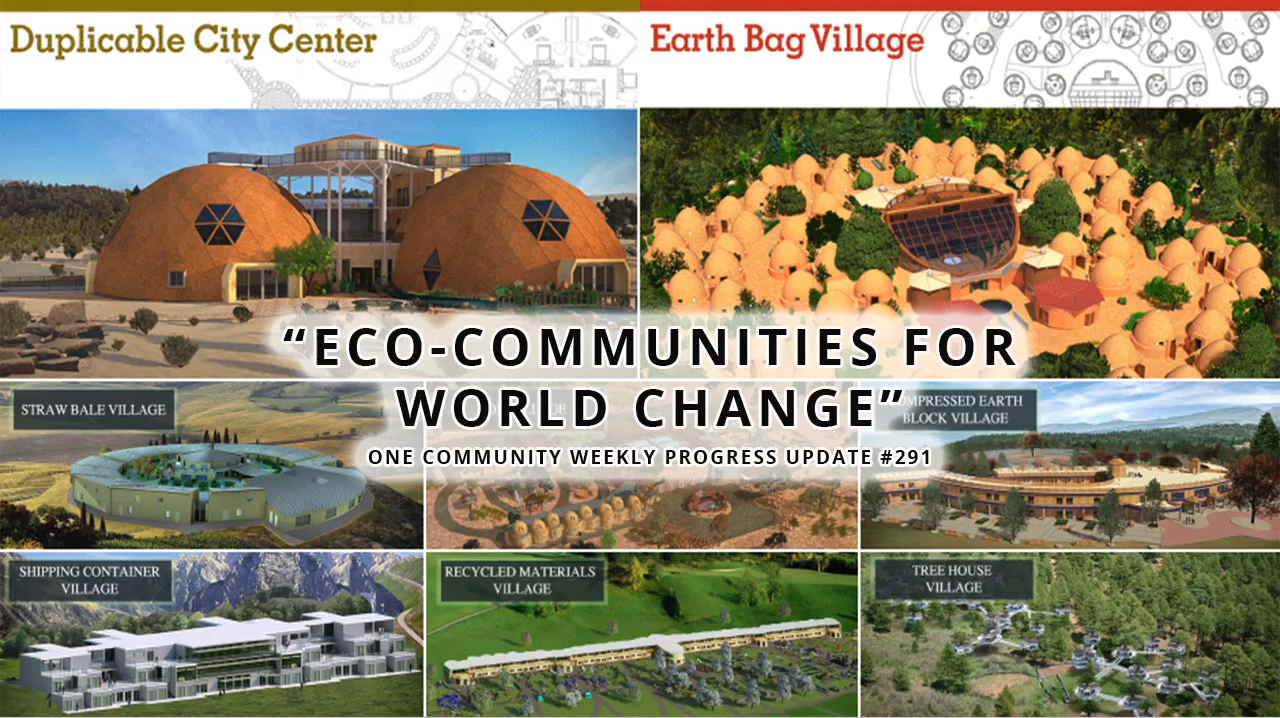 Duplicable City Center
Earth Bag Village
“ECO-COMMUNITIES FOR
WORLD CHANGE”
ONE COMMUNITY WEEKLY PROGRESS UPDATE #291
STRAW BALE VILLAGE
EARTH
BLOCK VILLAGE
SHIPPING CONTAINER
VILLAGE
RECYCLED MATERIALS
VILLAGE
TREE HOUSE
VILLAGE